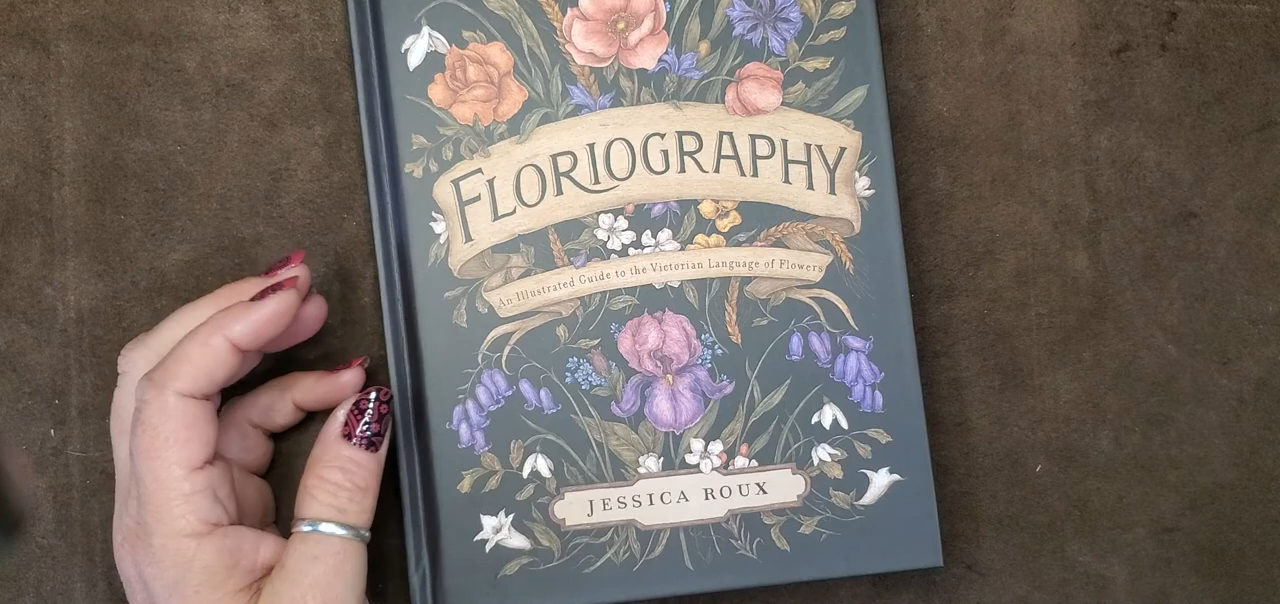 FLORIOGRAPHY
An Illustrated Guide to the Victorian Language of Flowers
JESSICA ROUX